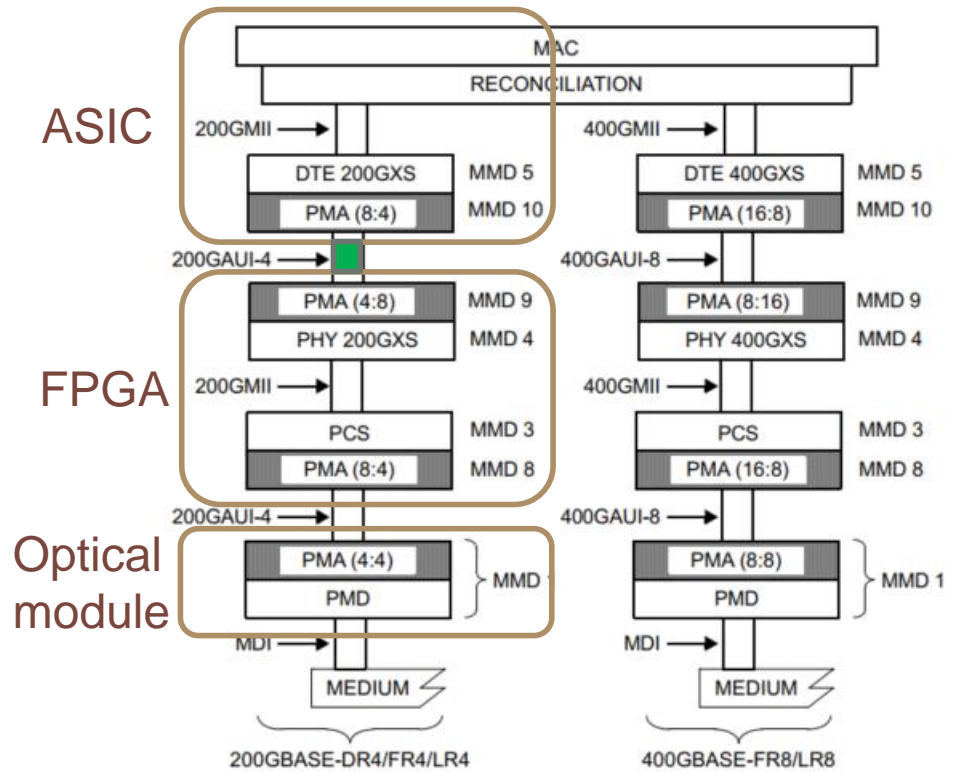 MAC
RECONCILIATION
ASIC
200GMII
400GMII
DTE 200GXS MMD 5
DTE 400GXS MMD 5
PMA (8:4) MMD 10
PMA (16:8) MMD 10
200GAUI-4
400GAUI-8
PMA (4:8) MMD 9
PMA (8:16) MMD 9
PHY 200GXS MMD 4
PHY 400GXS MMD 4
FPGA
200GMII
400GMII
PCS MMD 3
PCS MMD 3
PMA (8:4) MMD 8
PMA (16:8) MMD 8
200GAUI-4
400GAUI-8
Optical
module
PMA (4:4)
PMA (8:8)
MMD
MMD 1
PMD
PMD
MDI
MDI
MEDIUM
MEDIUM
200GBASE-DR4/FR4/LR4
400GBASE-FR8/LR8